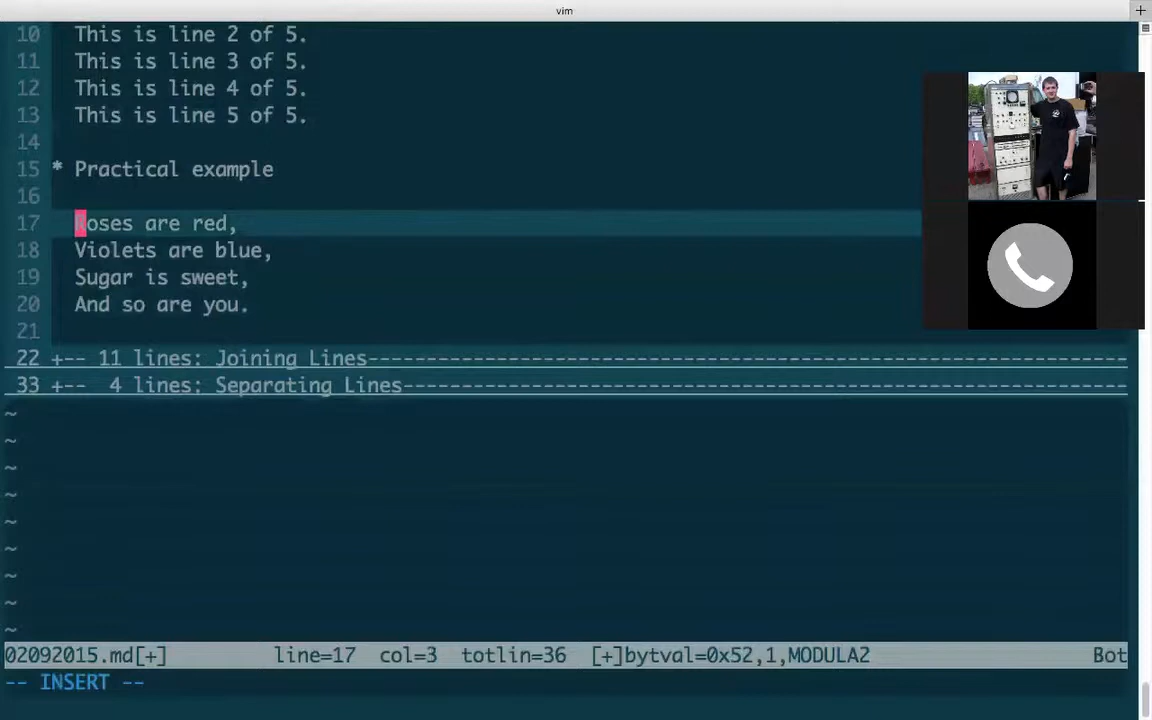 vim
10 This is line 2 of 5.
11 This is line 3 of 5.
12 This is line 4 of 5.
13 This is line 5 of 5.
14
15 * Practical example
16
17 Roses are red,
18 Violets are blue,
19 Sugar is sweet,
20 And so are you.
21
22 +-- 11 lines: Joining Lines-----------------------------------------------------------------
33 +--  4 lines: Separating Lines--------------------------------------------------------------
~
~
~
~
~
~
~
~
~
02092015.md[+] line=17 col=3 totlin=36 [+]bytval=0x52,1,MODULA2 Bot
-- INSERT --